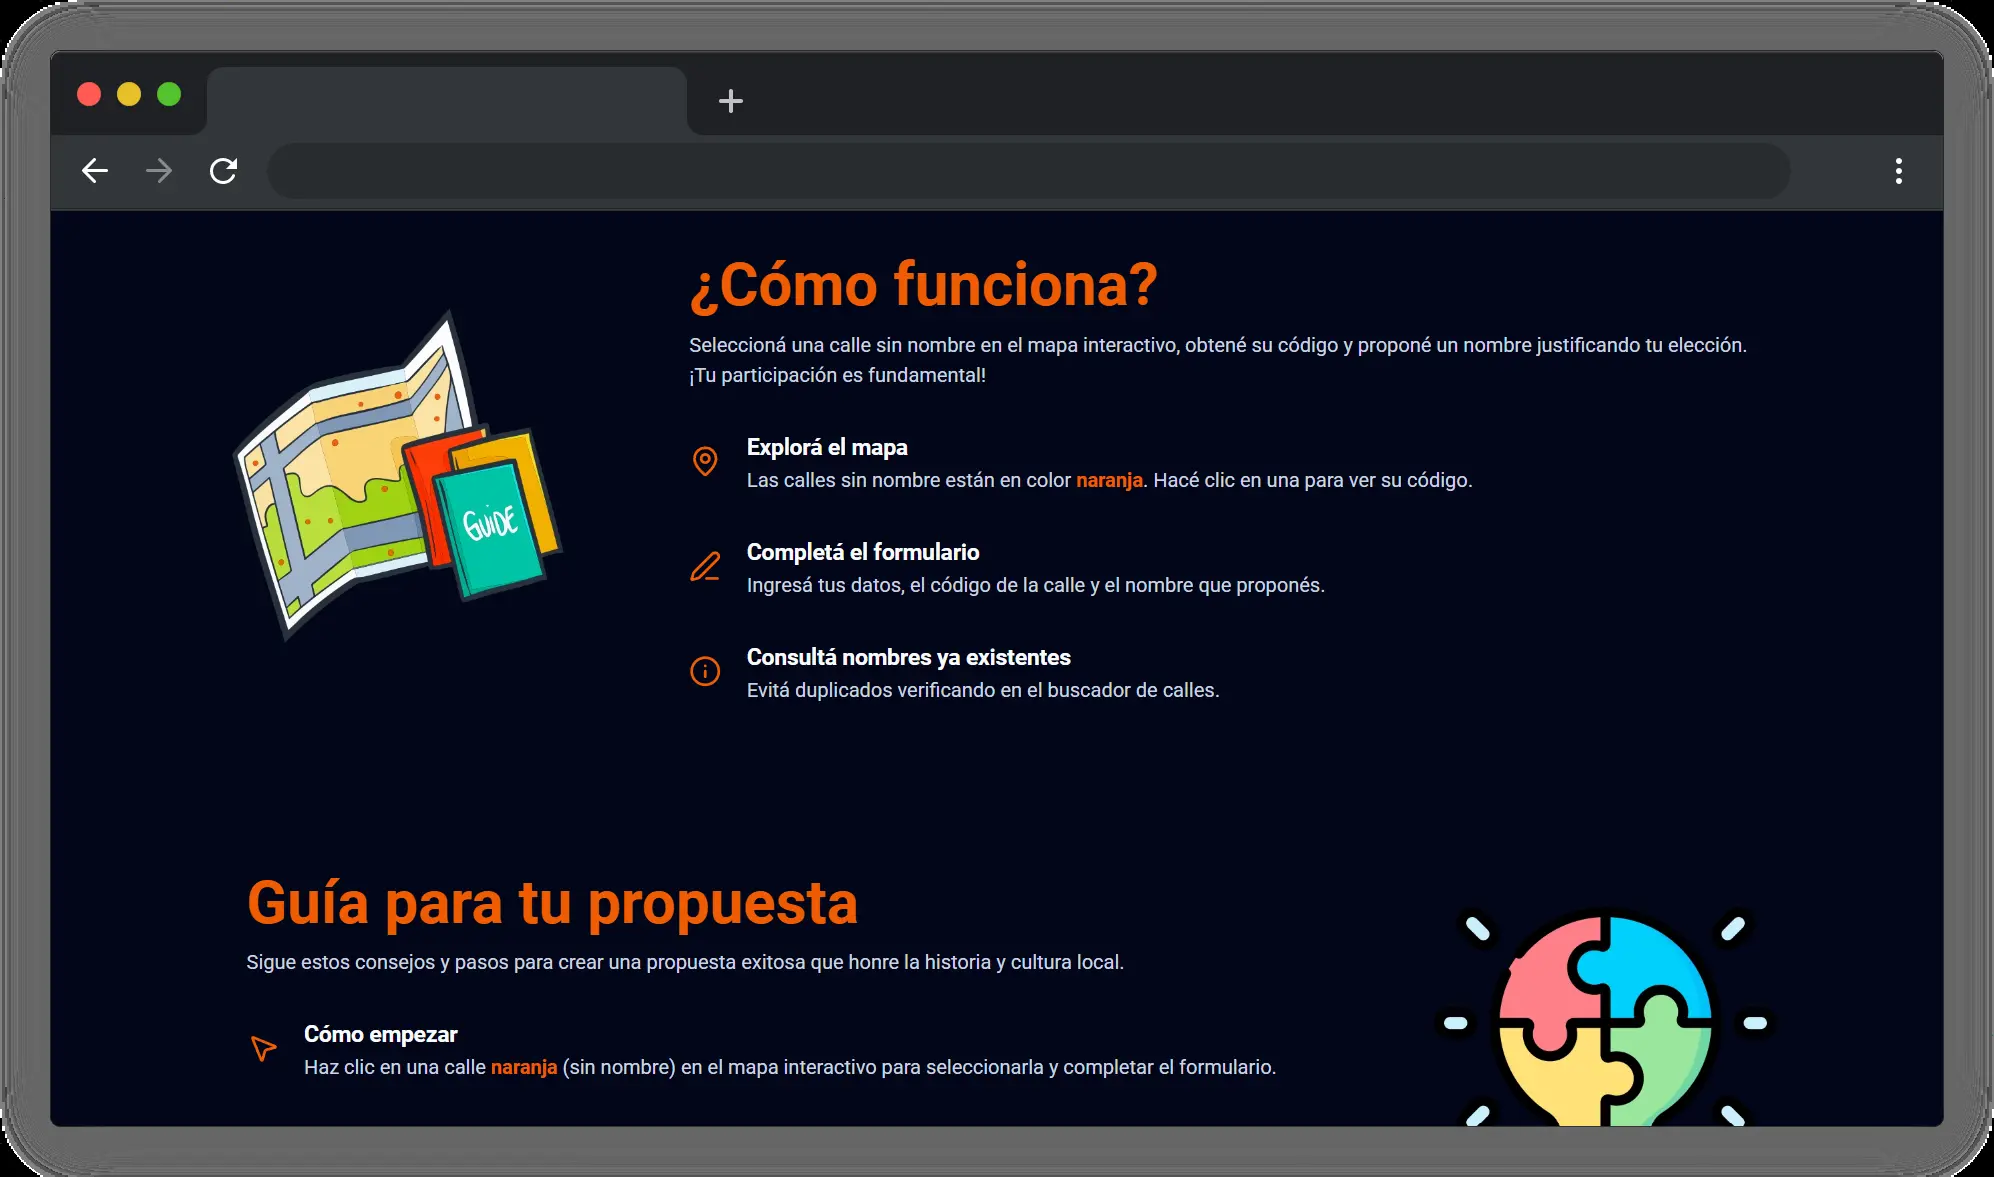 ¿Cómo funciona?
Seleccioná una calle sin nombre en el mapa interactivo, obtené su código y proponé un nombre justificando tu elección.
¡Tu participación es fundamental!
GUiDE
Explorá el mapa
Las calles sin nombre están en color naranja. Hacé clic en una para ver su código.
Completá el formulario
Ingresá tus datos, el código de la calle y el nombre que proponés.
Consultá nombres ya existentes
Evitá duplicados verificando en el buscador de calles.
Guía para tu propuesta
Sigue estos consejos y pasos para crear una propuesta exitosa que honre la historia y cultura local.
Cómo empezar
Haz clic en una calle naranja (sin nombre) en el mapa interactivo para seleccionarla y completar el formulario.